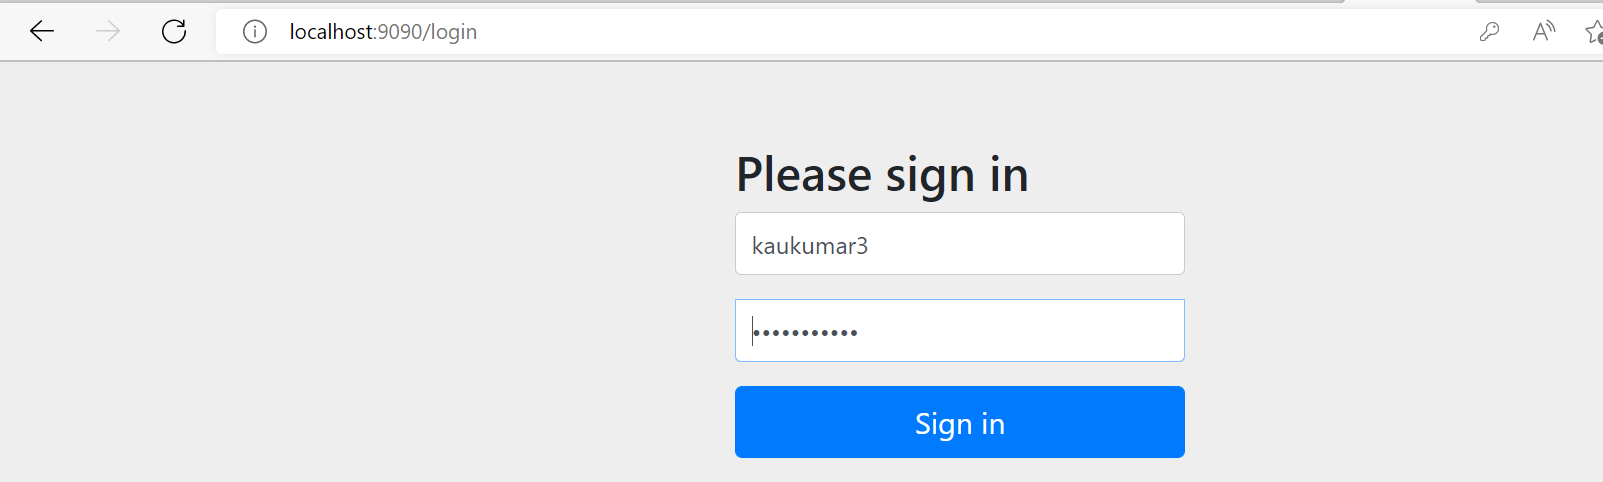 localhost:9090/login
Please sign in
kaukumar3
•••••••••••
Sign in